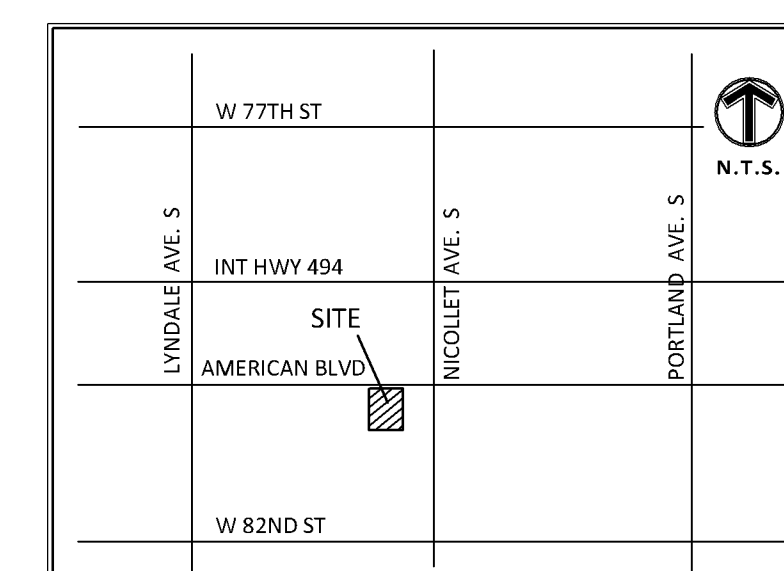 W 77TH ST
N.T.S.
LYNDALE AVE. S
NICOLLET AVE. S
PORTLAND AVE. S
INT HWY 494
SITE
AMERICAN BLVD
W 82ND ST